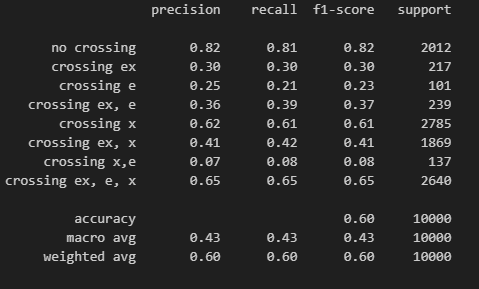 precision recall f1-score support
no crossing 0.82 0.81 0.82 2012
crossing ex 0.30 0.30 0.30 217
crossing e 0.25 0.21 0.23 101
crossing ex, e 0.36 0.39 0.37 239
crossing x 0.62 0.61 0.61 2785
crossing ex, x 0.41 0.42 0.41 1869
crossing x,e 0.07 0.08 0.08 137
crossing ex, e, x 0.65 0.65 0.65 2640
accuracy 0.60 10000
macro avg 0.43 0.43 0.43 10000
weighted avg 0.60 0.60 0.60 10000